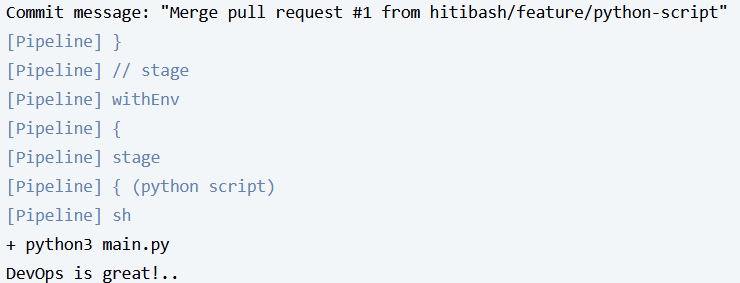 Commit message: "Merge pull request #1 from hitibash/feature/python-script"
[Pipeline] }
[Pipeline] // stage
[Pipeline] withEnv
[Pipeline] {
[Pipeline] stage
[Pipeline] { (python script)
[Pipeline] sh
+ python3 main.py
DevOps is great!..